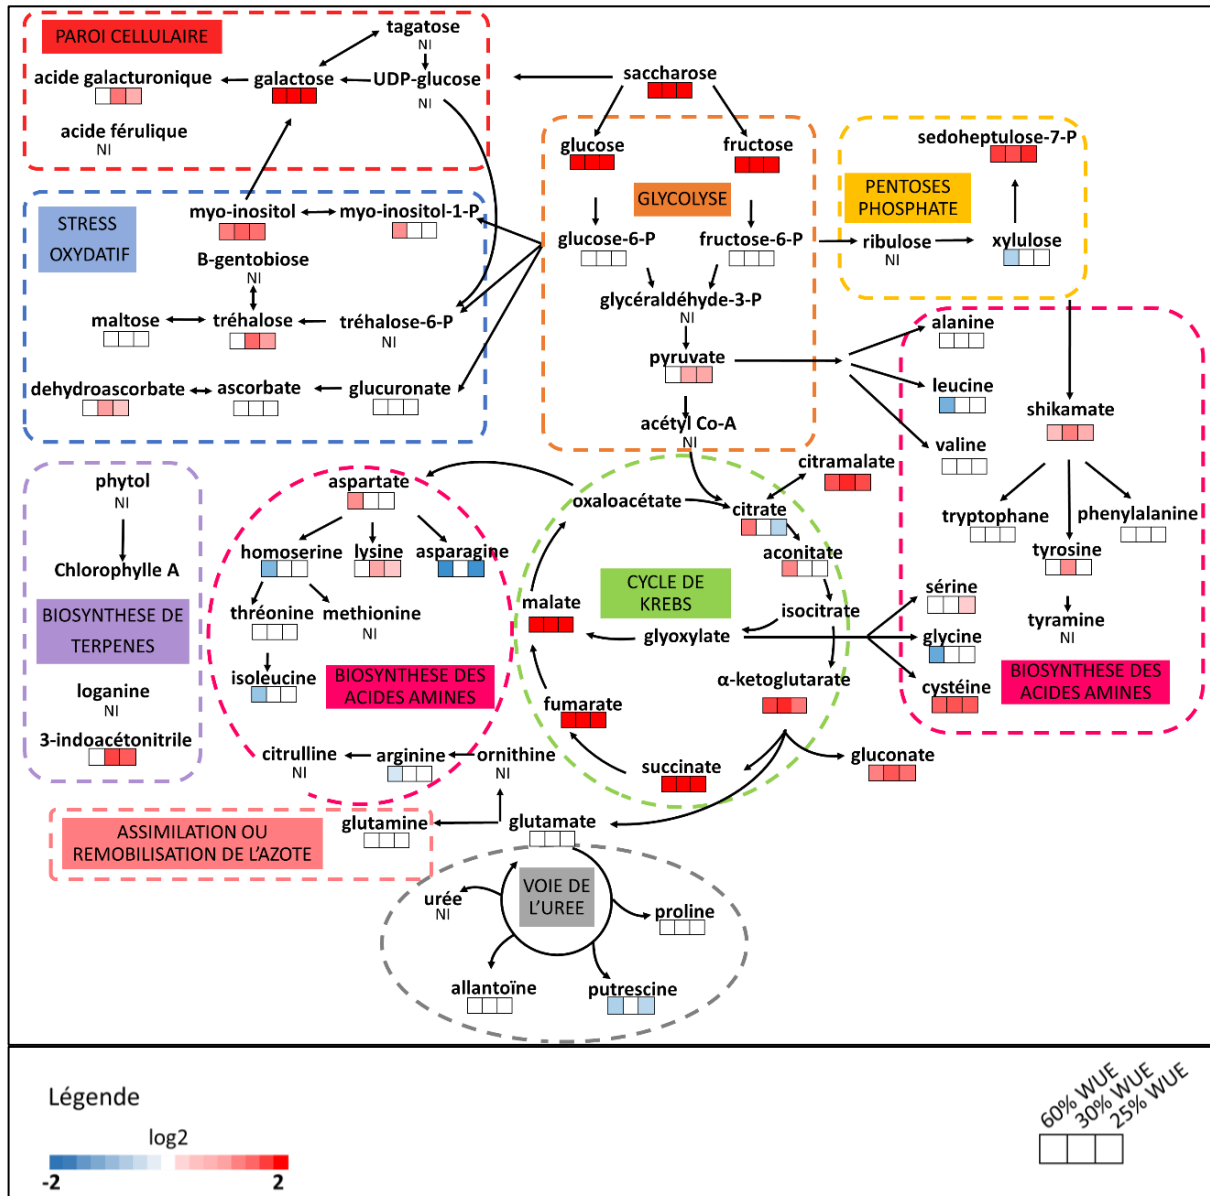 PAROI CELLULAIRE
tagatose
NI
acide galacturonique
galactose
UDP-glucose
NI
saccharose
acide férulique
NI
glucose
fructose
GLYCOLYSE
glucose-6-P
fructose-6-P
glycéraldéhyde-3-P
NI
pyruvate
acétyl Co-A
NI
sedoheptulose-7-P
PENTOSES
PHOSPHATE
ribulose
NI
xylulose
STRESS
OXYDATIF
myo-inositol
myo-inositol-1-P
B-gentobiose
NI
maltose
tréhalose
tréhalose-6-P
NI
dehydroascorbate
ascorbate
glucuronate
alanine
leucine
valine
shikamate
tryptophane
phenylalanine
tyrosine
tyramine
NI
sérine
glycine
cystéine
BIOSYNTHESE DES
ACIDES AMINES
phytol
NI
Chlorophylle A
BIOSYNTHESE DE
TERPENES
loganine
NI
3-indoacétonitrile
aspartate
homoserine
lysine
asparagine
thréonine
methionine
NI
isoleucine
BIOSYNTHESE DES
ACIDES AMINES
citrulline
NI
arginine
ornithine
NI
oxaloacétate
citramalate
citrate
aconitate
CYCLE DE
KREBS
malate
isocitrate
glyoxylate
α-ketoglutarate
fumarate
succinate
gluconate
ASSIMILATION OU
REMOBILISATION DE L'AZOTE
glutamine
glutamate
VOIE DE
L'UREE
urée
NI
proline
allantoïne
putrescine
Légende
log2
-2
2
60% WUE
30% WUE
25% WUE